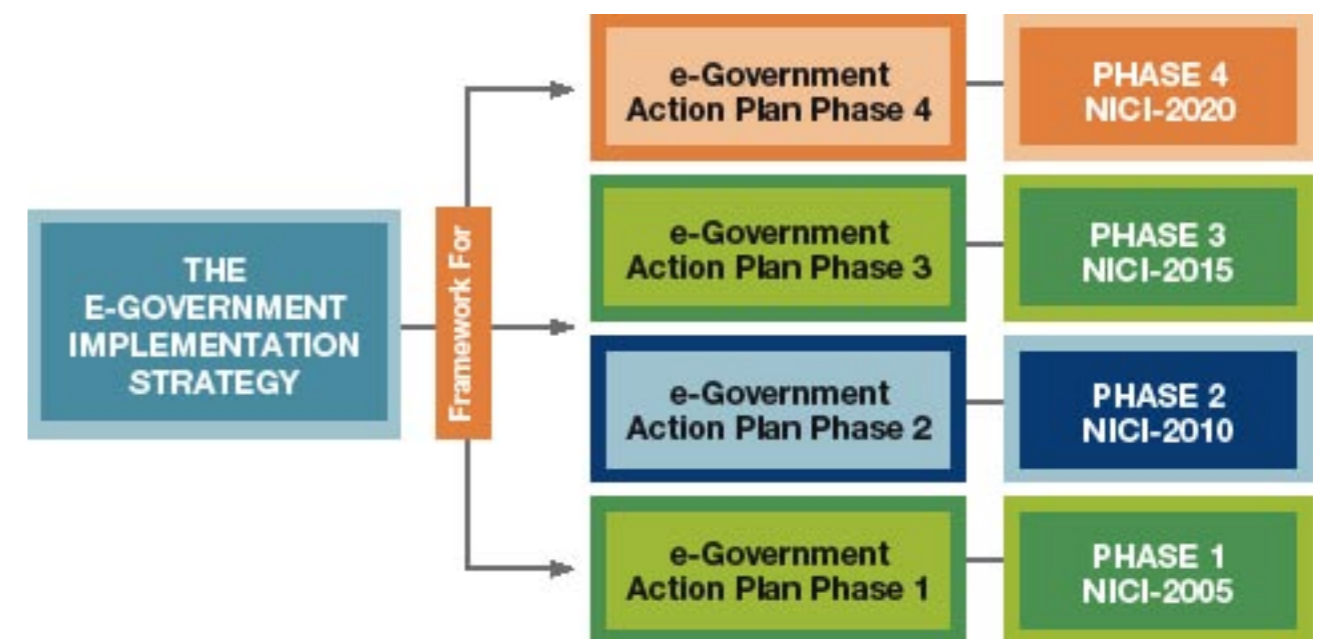 THE
E-GOVERNMENT
IMPLEMENTATION
STRATEGY
Framework For
e-Government
Action Plan Phase 4
PHASE 4
NICI-2020
e-Government
Action Plan Phase 3
PHASE 3
NICI-2015
e-Government
Action Plan Phase 2
PHASE 2
NICI-2010
e-Government
Action Plan Phase 1
PHASE 1
NICI-2005